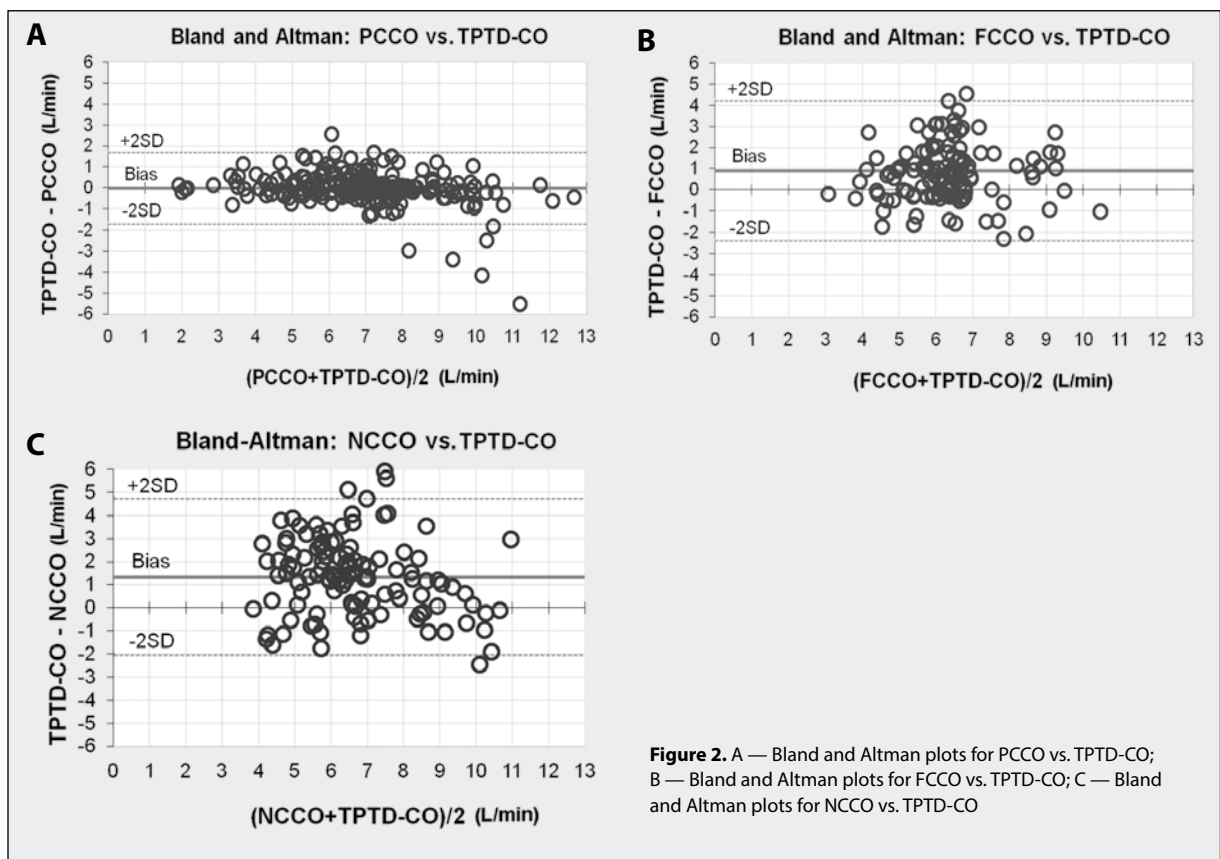 A
Bland and Altman: PCCO vs. TPTD-CO
TPTD-CO - PCCO (L/min)
6
5
4
3
2
1
0
-1
-2
-3
-4
-5
-6
+2SD
Bias
-2SD
0 1 2 3 4 5 6 7 8 9 10 11 12 13
(PCCO+TPTD-CO)/2 (L/min)
B
Bland and Altman: FCCO vs. TPTD-CO
TPTD-CO - FCCO (L/min)
6
5
4
3
2
1
0
-1
-2
-3
-4
-5
-6
+2SD
Bias
-2SD
0 1 2 3 4 5 6 7 8 9 10 11 12 13
(FCCO+TPTD-CO)/2 (L/min)
C
Bland-Altman: NCCO vs. TPTD-CO
TPTD-CO - NCCO (L/min)
6
5
4
3
2
1
0
-1
-2
-3
-4
-5
-6
+2SD
Bias
-2SD
0 1 2 3 4 5 6 7 8 9 10 11 12 13
(NCCO+TPTD-CO)/2 (L/min)
Figure 2. A — Bland and Altman plots for PCCO vs. TPTD-CO;
B — Bland and Altman plots for FCCO vs. TPTD-CO; C — Bland
and Altman plots for NCCO vs. TPTD-CO